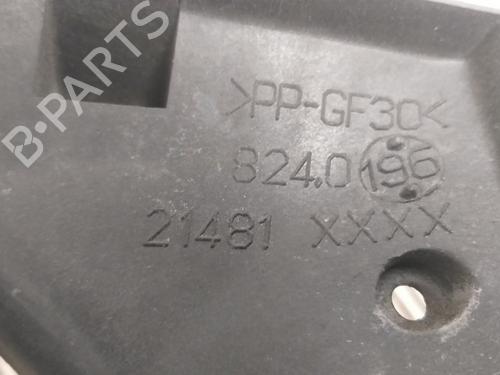 >PP-GF30<
824.0 196
21481 XXXX
B-PARTS